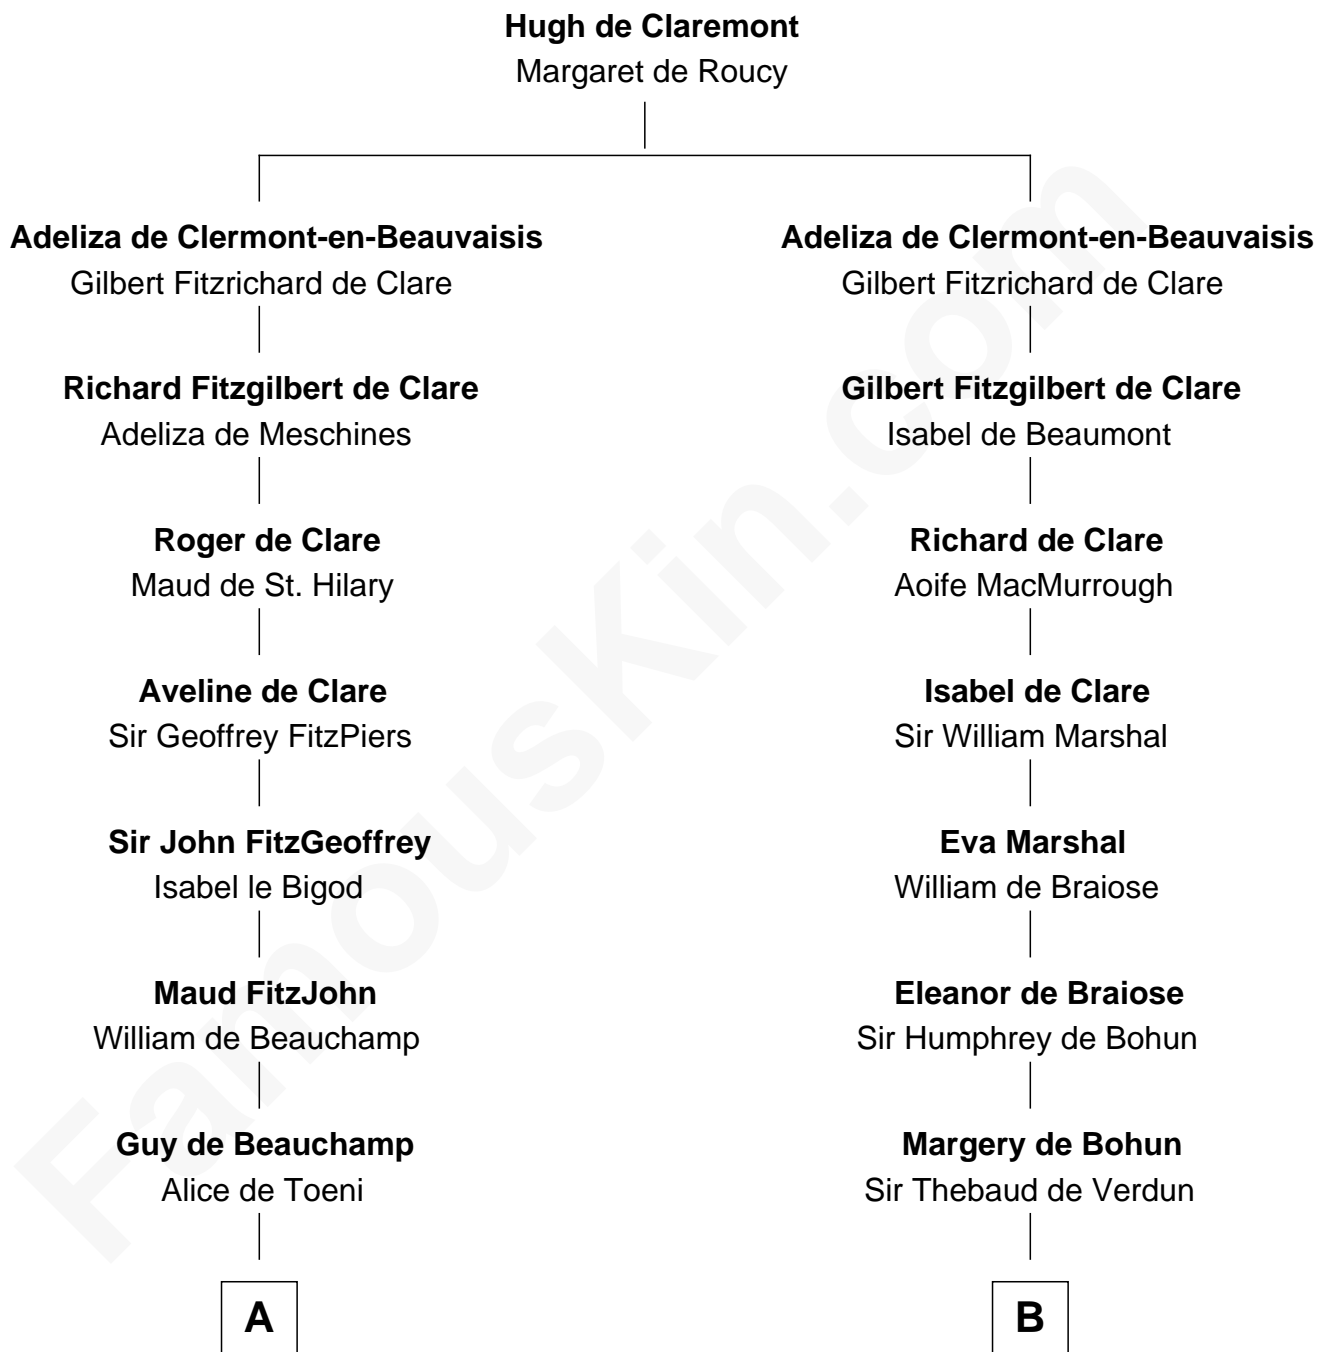 Hugh de Claremont
Margaret de Roucy
Adeliza de Clermont-en-Beauvaisis
Gilbert Fitzrichard de Clare
Richard Fitzgilbert de Clare
Adeliza de Meschines
Roger de Clare
Maud de St. Hilary
Aveline de Clare
Sir Geoffrey FitzPiers
Sir John FitzGeoffrey
Isabel le Bigod
Maud FitzJohn
William de Beauchamp
Guy de Beauchamp
Alice de Toeni
A
Adeliza de Clermont-en-Beauvaisis
Gilbert Fitzrichard de Clare
Gilbert Fitzgilbert de Clare
Isabel de Beaumont
Richard de Clare
Aoife MacMurrough
Isabel de Clare
Sir William Marshal
Eva Marshal
William de Braiose
Eleanor de Braiose
Sir Humphrey de Bohun
Margery de Bohun
Sir Thebaud de Verdun
B
FamousKin.com